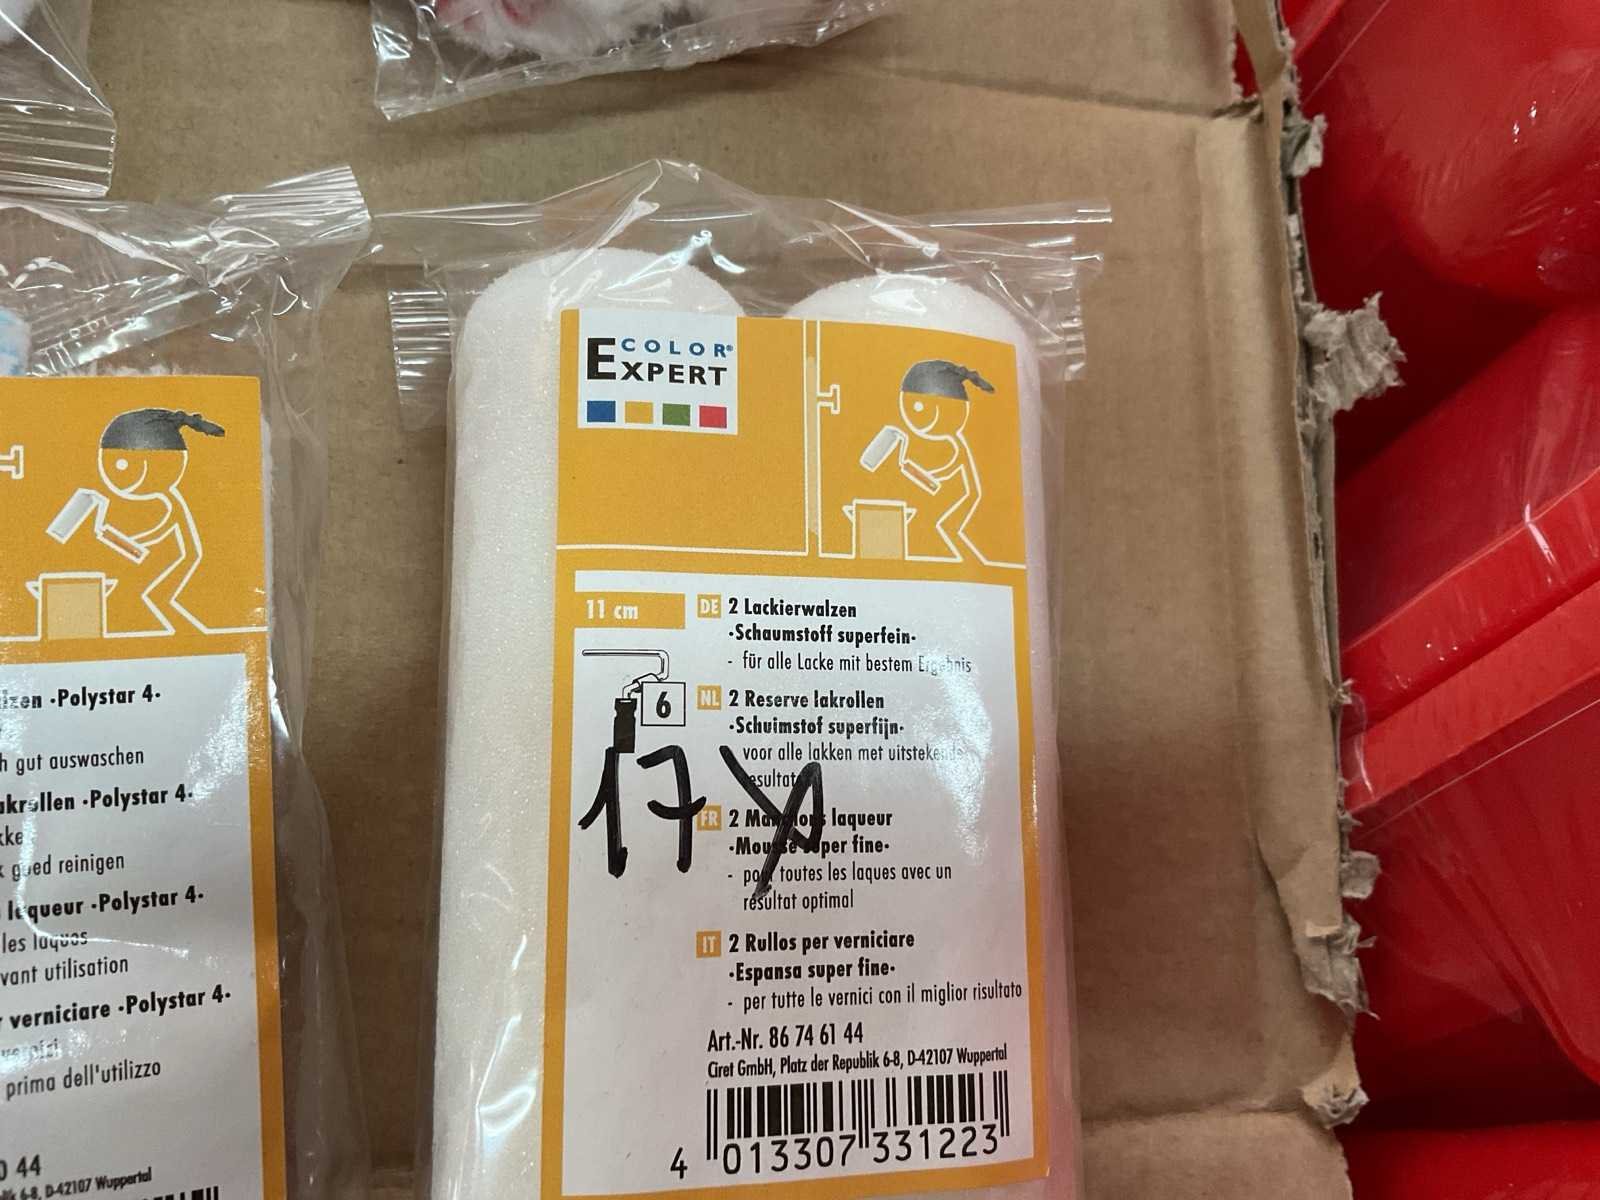 COLOR®
EXPERT
11 cm
6
DE 2 Lackierwalzen
·Schaumstoff superfein·
- für alle Lacke mit bestem Ergebnis
NL 2 Reserve lakrollen
·Schuimstof superfijn·
voor alle lakken met uitstekende
resultaten
17 x
FR 2 Manchons laqueur
·Mousse super fine·
- pour toutes les laques avec un
résultat optimal
IT 2 Rullos per verniciare
·Espansa super fine·
- per tutte le vernici con il miglior risultato
Art.-Nr. 86 74 61 44
Ciret GmbH, Platz der Republik 6-8, D-42107 Wuppertal
4 013307 331223
·Polystar 4·
gut auswaschen
·Polystar 4·
goed reinigen
laqueur ·Polystar 4·
les laques
utilisation
verniciare ·Polystar 4·
prima dell'utilizzo
44
6-8, D-42107 Wuppertal